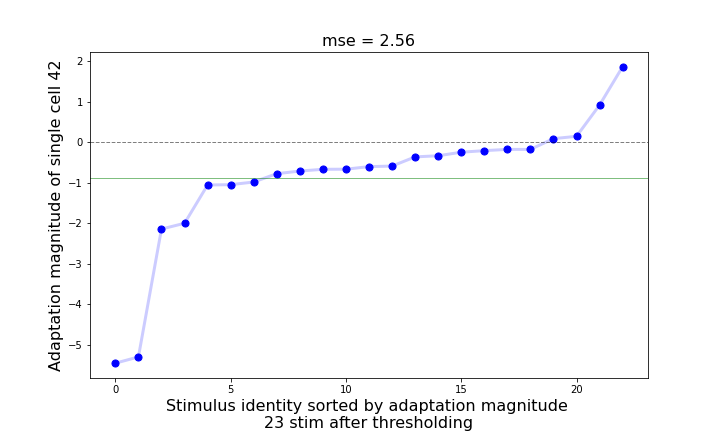 mse = 2.56
Adaptation magnitude of single cell 42
2
1
0
−1
−2
−3
−4
−5
0 5 10 15 20
Stimulus identity sorted by adaptation magnitude
23 stim after thresholding